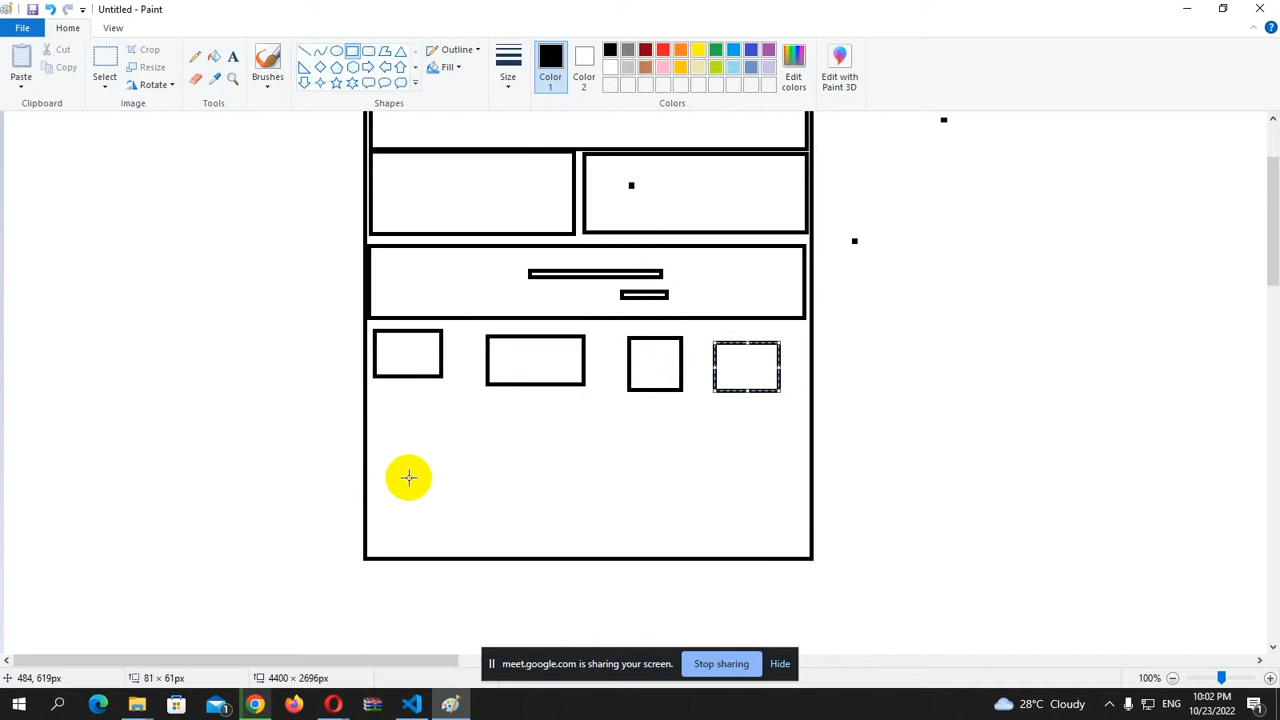 Untitled - Paint
File
Home
View
Paste
Cut
Copy
Clipboard
Select
Crop
Resize
Rotate
Image
Tools
Brushes
Shapes
Outline
Fill
Size
Color 1
Color 2
Edit colors
Colors
Edit with Paint 3D
meet.google.com is sharing your screen.
Stop sharing
Hide
484, 619px
81 × 61px
4400 × 2696px
100%
28°C Cloudy
ENG
10:02 PM
10/23/2022